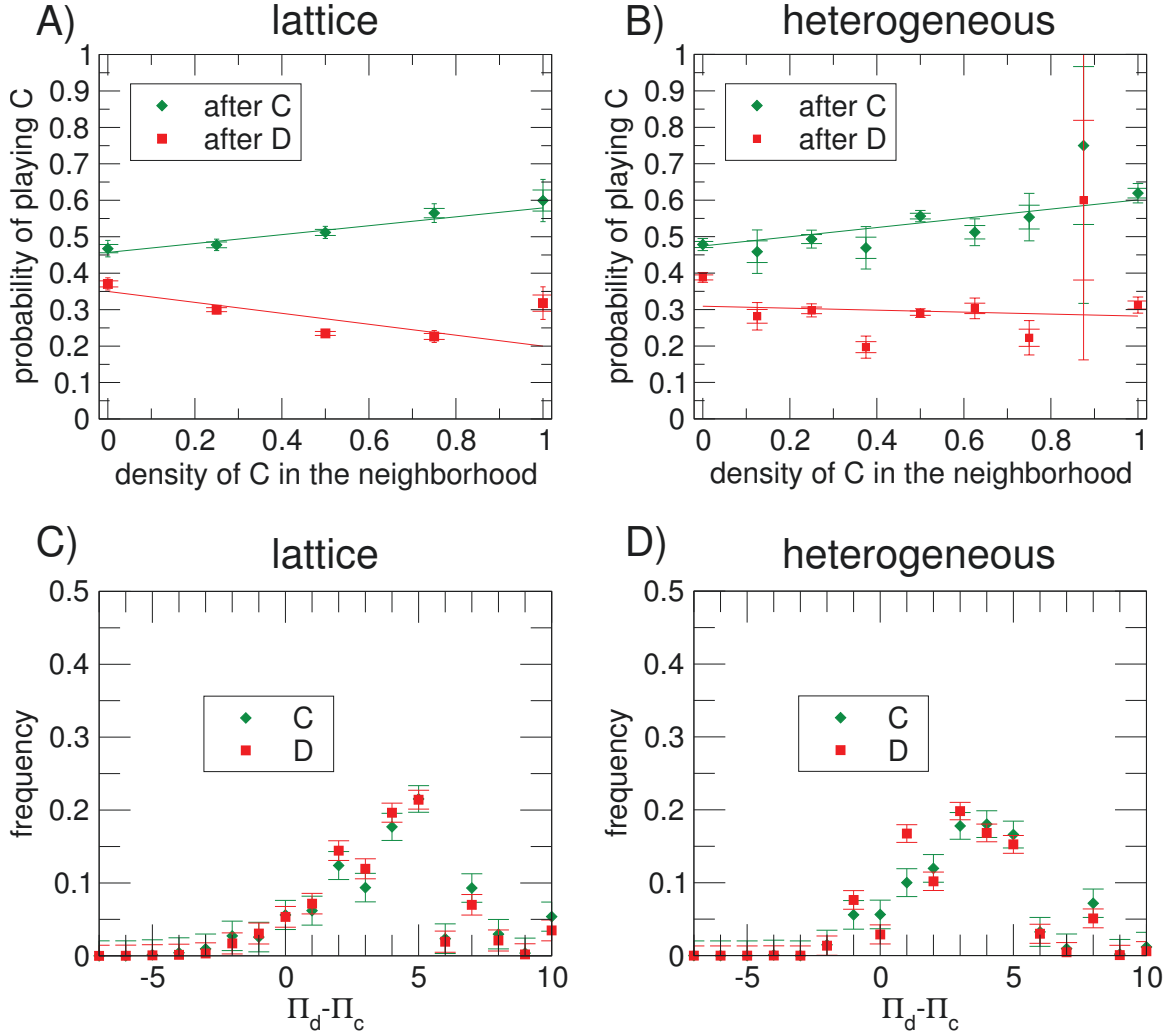 A) lattice
1
0.9
0.8
0.7
0.6
0.5
0.4
0.3
0.2
0.1
0
probability of playing C
after C
after D
0 0.2 0.4 0.6 0.8 1
density of C in the neighborhood
B) heterogeneous
1
0.9
0.8
0.7
0.6
0.5
0.4
0.3
0.2
0.1
0
probability of playing C
after C
after D
0 0.2 0.4 0.6 0.8 1
density of C in the neighborhood
C) lattice
0.5
0.4
0.3
0.2
0.1
0
frequency
C
D
-5 0 5 10
Π_d-Π_c
D) heterogeneous
0.5
0.4
0.3
0.2
0.1
0
frequency
C
D
-5 0 5 10
Π_d-Π_c